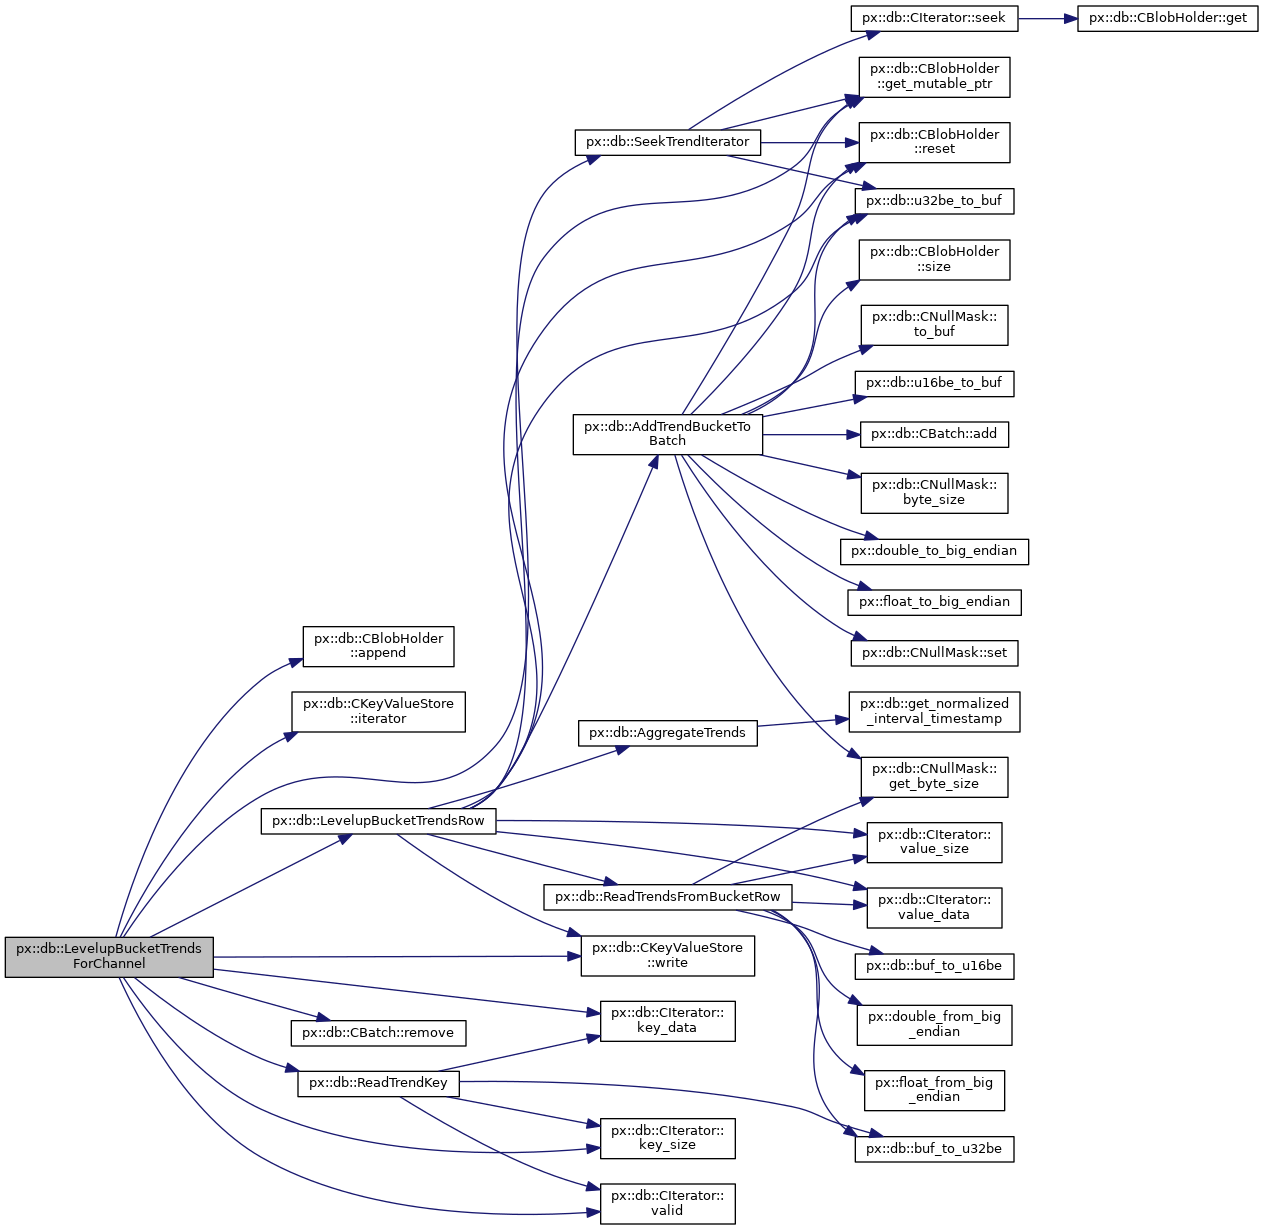 px::db::CIterator::seek
px::db::CBlobHolder::get
px::db::CBlobHolder
::get_mutable_ptr
px::db::SeekTrendIterator
px::db::CBlobHolder
::reset
px::db::u32be_to_buf
px::db::CBlobHolder
::size
px::db::CNullMask::
to_buf
px::db::u16be_to_buf
px::db::AddTrendBucketTo
Batch
px::db::CBatch::add
px::db::CNullMask::
byte_size
px::double_to_big_endian
px::float_to_big_endian
px::db::CBlobHolder
::append
px::db::CNullMask::set
px::db::CKeyValueStore
::iterator
px::db::get_normalized
_interval_timestamp
px::db::AggregateTrends
px::db::CNullMask::
get_byte_size
px::db::LevelupBucketTrendsRow
px::db::CIterator::
value_size
px::db::ReadTrendsFromBucketRow
px::db::CIterator::
value_data
px::db::LevelupBucketTrends
ForChannel
px::db::CKeyValueStore
::write
px::db::buf_to_u16be
px::db::CBatch::remove
px::db::CIterator::
key_data
px::double_from_big
_endian
px::db::ReadTrendKey
px::float_from_big
_endian
px::db::CIterator::
key_size
px::db::buf_to_u32be
px::db::CIterator::
valid